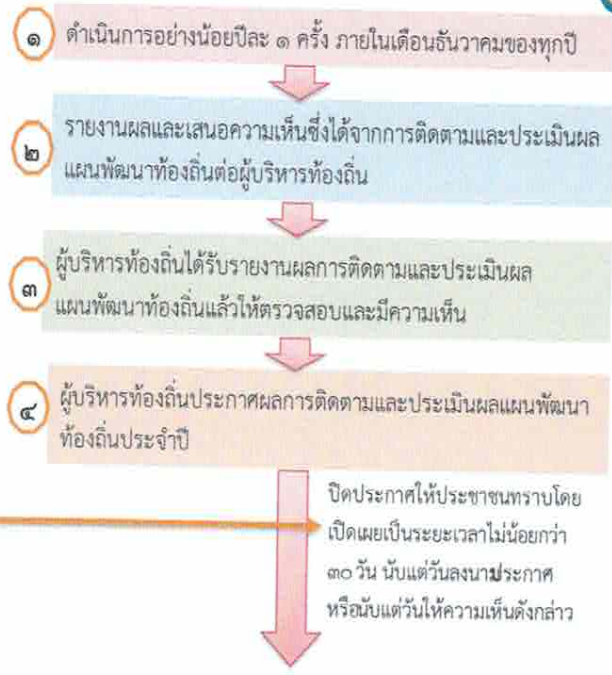 ๑
ดำเนินการอย่างน้อยปีละ ๑ ครั้ง ภายในเดือนธันวาคมของทุกปี
๒
รายงานผลและเสนอความเห็นซึ่งได้จากการติดตามและประเมินผล
แผนพัฒนาท้องถิ่นต่อผู้บริหารท้องถิ่น
๓
ผู้บริหารท้องถิ่นได้รับรายงานผลการติดตามและประเมินผล
แผนพัฒนาท้องถิ่นแล้วให้ตรวจสอบและมีความเห็น
๔
ผู้บริหารท้องถิ่นประกาศผลการติดตามและประเมินผลแผนพัฒนา
ท้องถิ่นประจำปี
ปิดประกาศให้ประชาชนทราบโดย
เปิดเผยเป็นระยะเวลาไม่น้อยกว่า
๓๐ วัน นับแต่วันลงนามประกาศ
หรือนับแต่วันให้ความเห็นดังกล่าว